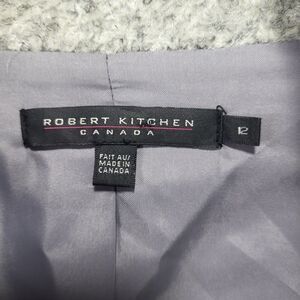 ROBERT KITCHEN
CANADA
12
FAIT AU/
MADE IN
CANADA